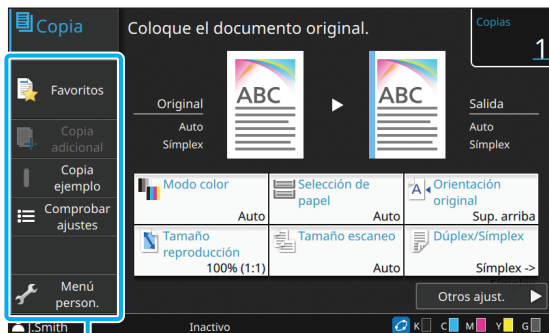 Copia
Coloque el documento original.
Copias
1
Favoritos
Copia
adicional
Copia
ejemplo
Comprobar
ajustes
Menú
person.
Original
Auto
Símplex
ABC
ABC
Salida
Auto
Símplex
Modo color
Auto
Selección de
papel
Auto
Orientación
original
Sup. arriba
Tamaño
reproducción
100% (1:1)
Tamaño escaneo
Auto
Dúplex/Símplex
Símplex ->
Otros ajust.
J.Smith
Inactivo
K C M Y G